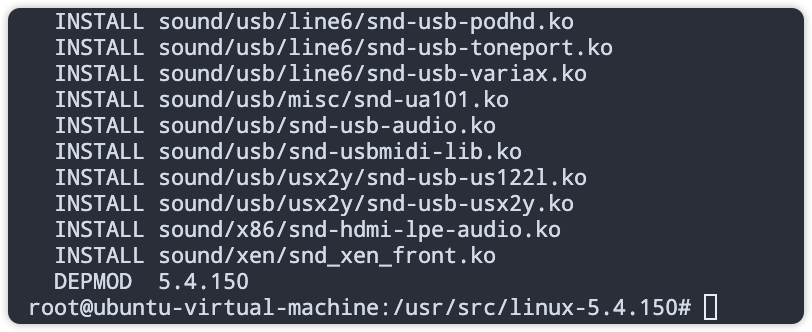 INSTALL sound/usb/line6/snd-usb-podhd.ko
INSTALL sound/usb/line6/snd-usb-toneport.ko
INSTALL sound/usb/line6/snd-usb-variax.ko
INSTALL sound/usb/misc/snd-ua101.ko
INSTALL sound/usb/snd-usb-audio.ko
INSTALL sound/usb/snd-usbmidi-lib.ko
INSTALL sound/usb/usx2y/snd-usb-us122l.ko
INSTALL sound/usb/usx2y/snd-usb-usx2y.ko
INSTALL sound/x86/snd-hdmi-lpe-audio.ko
INSTALL sound/xen/snd_xen_front.ko
DEPMOD  5.4.150
root@ubuntu-virtual-machine:/usr/src/linux-5.4.150#